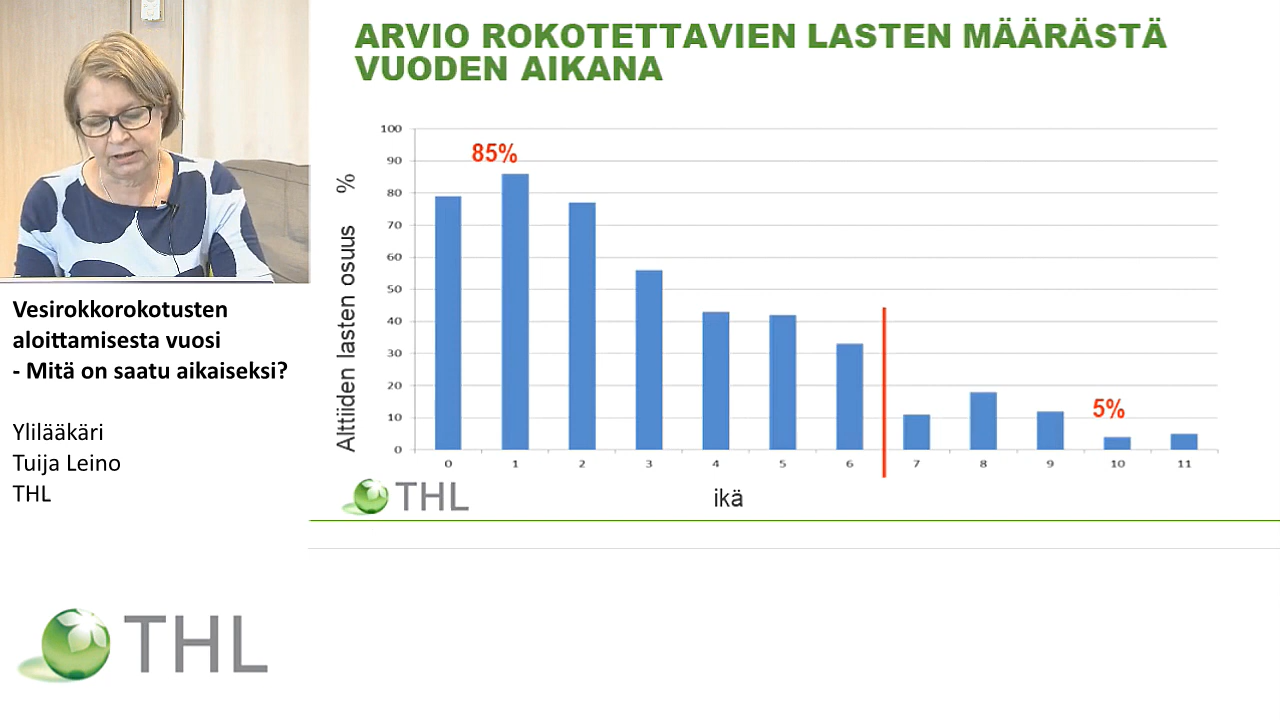 ARVIO ROKOTETTAVIEN LASTEN MÄÄRÄSTÄ
VUODEN AIKANA
Alttiiden lasten osuus %
100
90
80
70
60
50
40
30
20
10
0
85%
5%
0 1 2 3 4 5 6 7 8 9 10 11
ikä
THL
Vesirokkorokotusten
aloittamisesta vuosi
- Mitä on saatu aikaiseksi?
Ylilääkäri
Tuija Leino
THL
THL